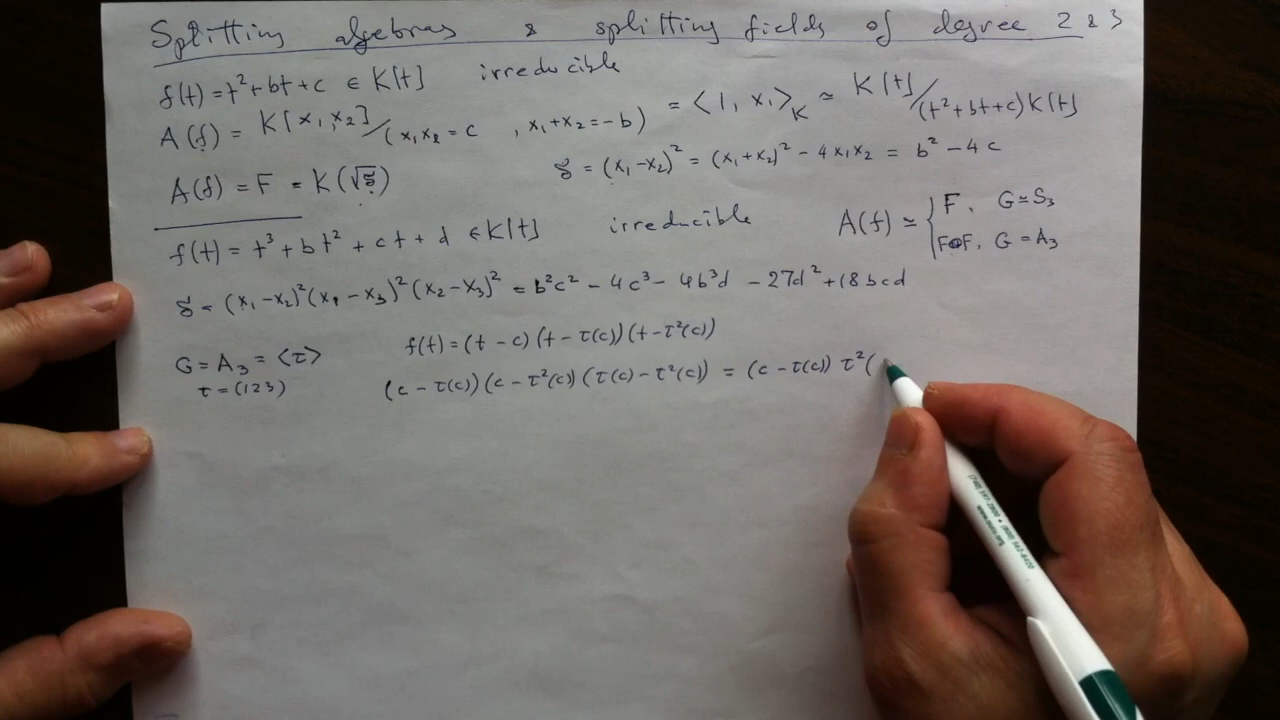 Splitting algebras & splitting fields of degree 2 & 3
f(t) = t² + bt + c ∈ K[t] irreducible
A(f) = K[x₁,x₂]/(x₁x₂ = c , x₁+x₂ = -b) = <1, x₁>_K ≃ K[t]/(t²+bt+c)K[t]
δ = (x₁-x₂)² = (x₁+x₂)² - 4x₁x₂ = b² - 4c
A(f) = F = K(√δ)
f(t) = t³ + bt² + ct + d ∈ K[t] irreducible A(f) ≃ { F, G ≃ S₃
F⊕F, G = A₃
δ = (x₁-x₂)²(x₁-x₃)²(x₂-x₃)² = b²c² - 4c³ - 4b³d - 27d² + 18bcd
G = A₃ = <τ> f(t) = (t - c)(t - τ(c))(t - τ²(c))
τ = (123) (c - τ(c))(c - τ²(c))(τ(c) - τ²(c)) = (c - τ(c)) τ²(